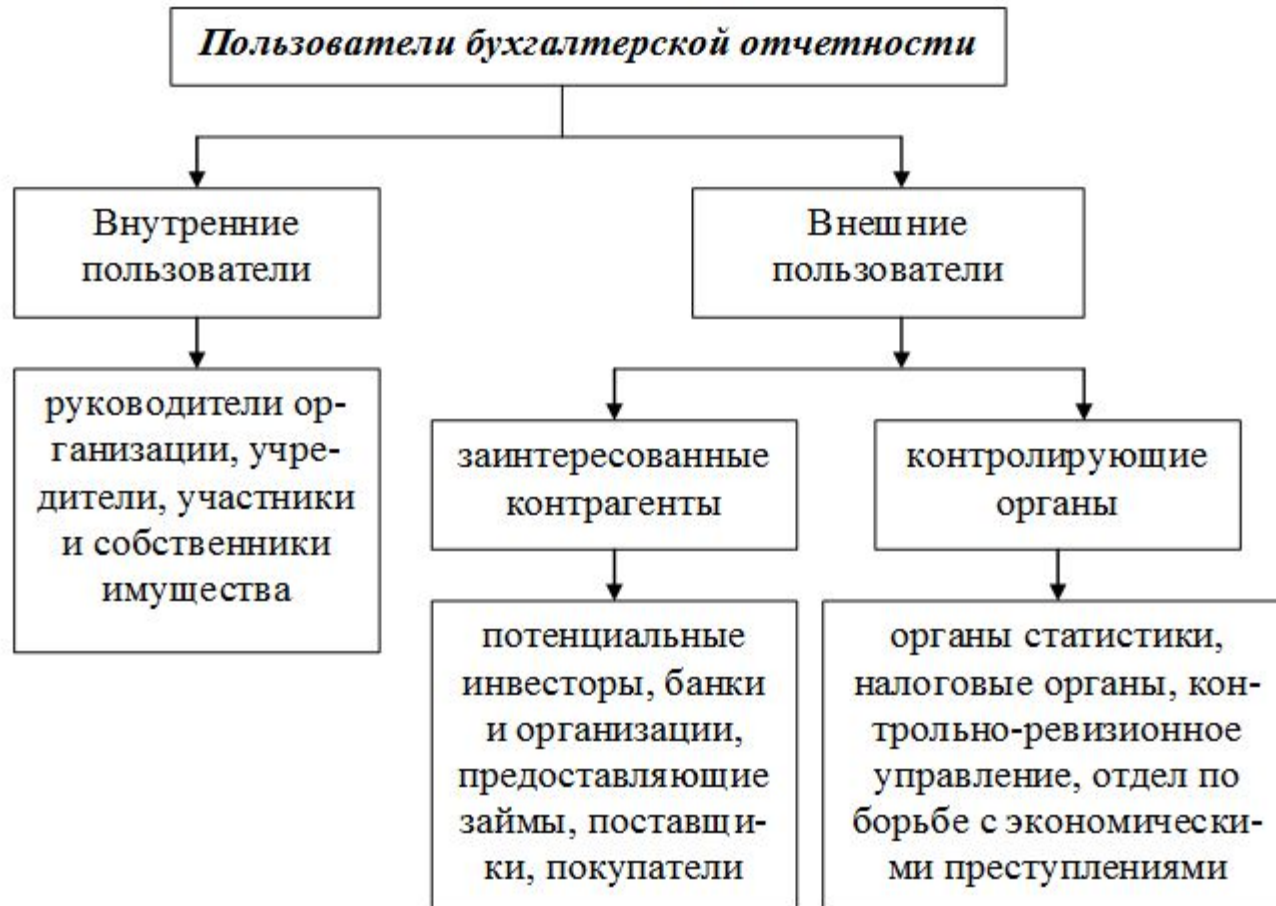 Пользователи бухгалтерской отчетности
Внутренние
пользователи
Внешние
пользователи
руководители ор-
ганизации, учре-
дители, участники
и собственники
имущества
заинтересованные
контрагенты
контролирующие
органы
потенциальные
инвесторы, банки
и организации,
предоставляющие
займы, поставщи-
ки, покупатели
органы статистики,
налоговые органы, кон-
трольно-ревизионное
управление, отдел по
борьбе с экономически-
ми преступлениями